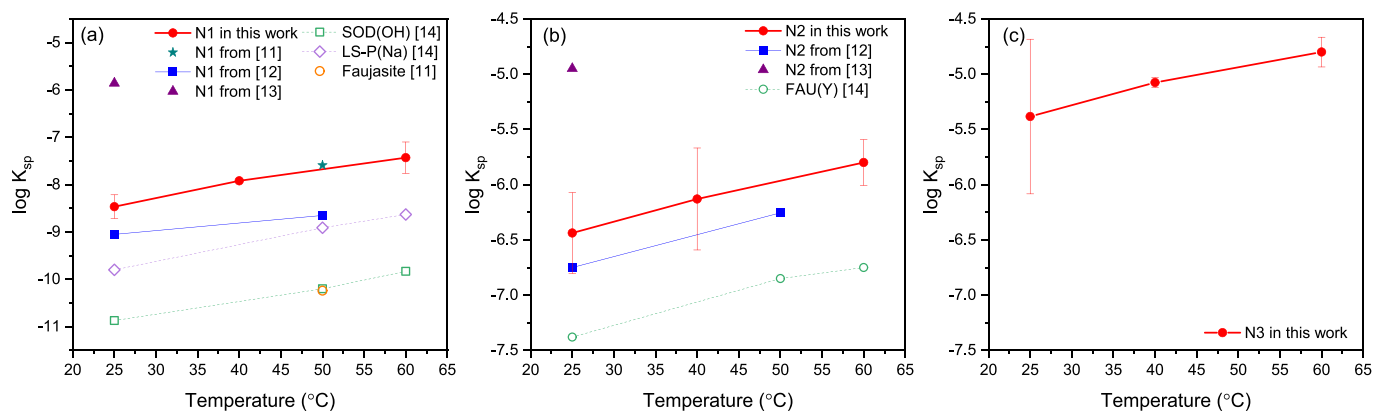 (a)
N1 in this work
N1 from [11]
N1 from [12]
N1 from [13]
SOD(OH) [14]
LS-P(Na) [14]
Faujasite [11]
-5
-6
-7
-8
-9
-10
-11
log Ksp
20 25 30 35 40 45 50 55 60 65
Temperature (°C)
(b)
N2 in this work
N2 from [12]
N2 from [13]
FAU(Y) [14]
-4.5
-5.0
-5.5
-6.0
-6.5
-7.0
-7.5
log Ksp
20 25 30 35 40 45 50 55 60 65
Temperature (°C)
(c)
-4.5
-5.0
-5.5
-6.0
-6.5
-7.0
-7.5
log Ksp
N3 in this work
20 25 30 35 40 45 50 55 60 65
Temperature (°C)